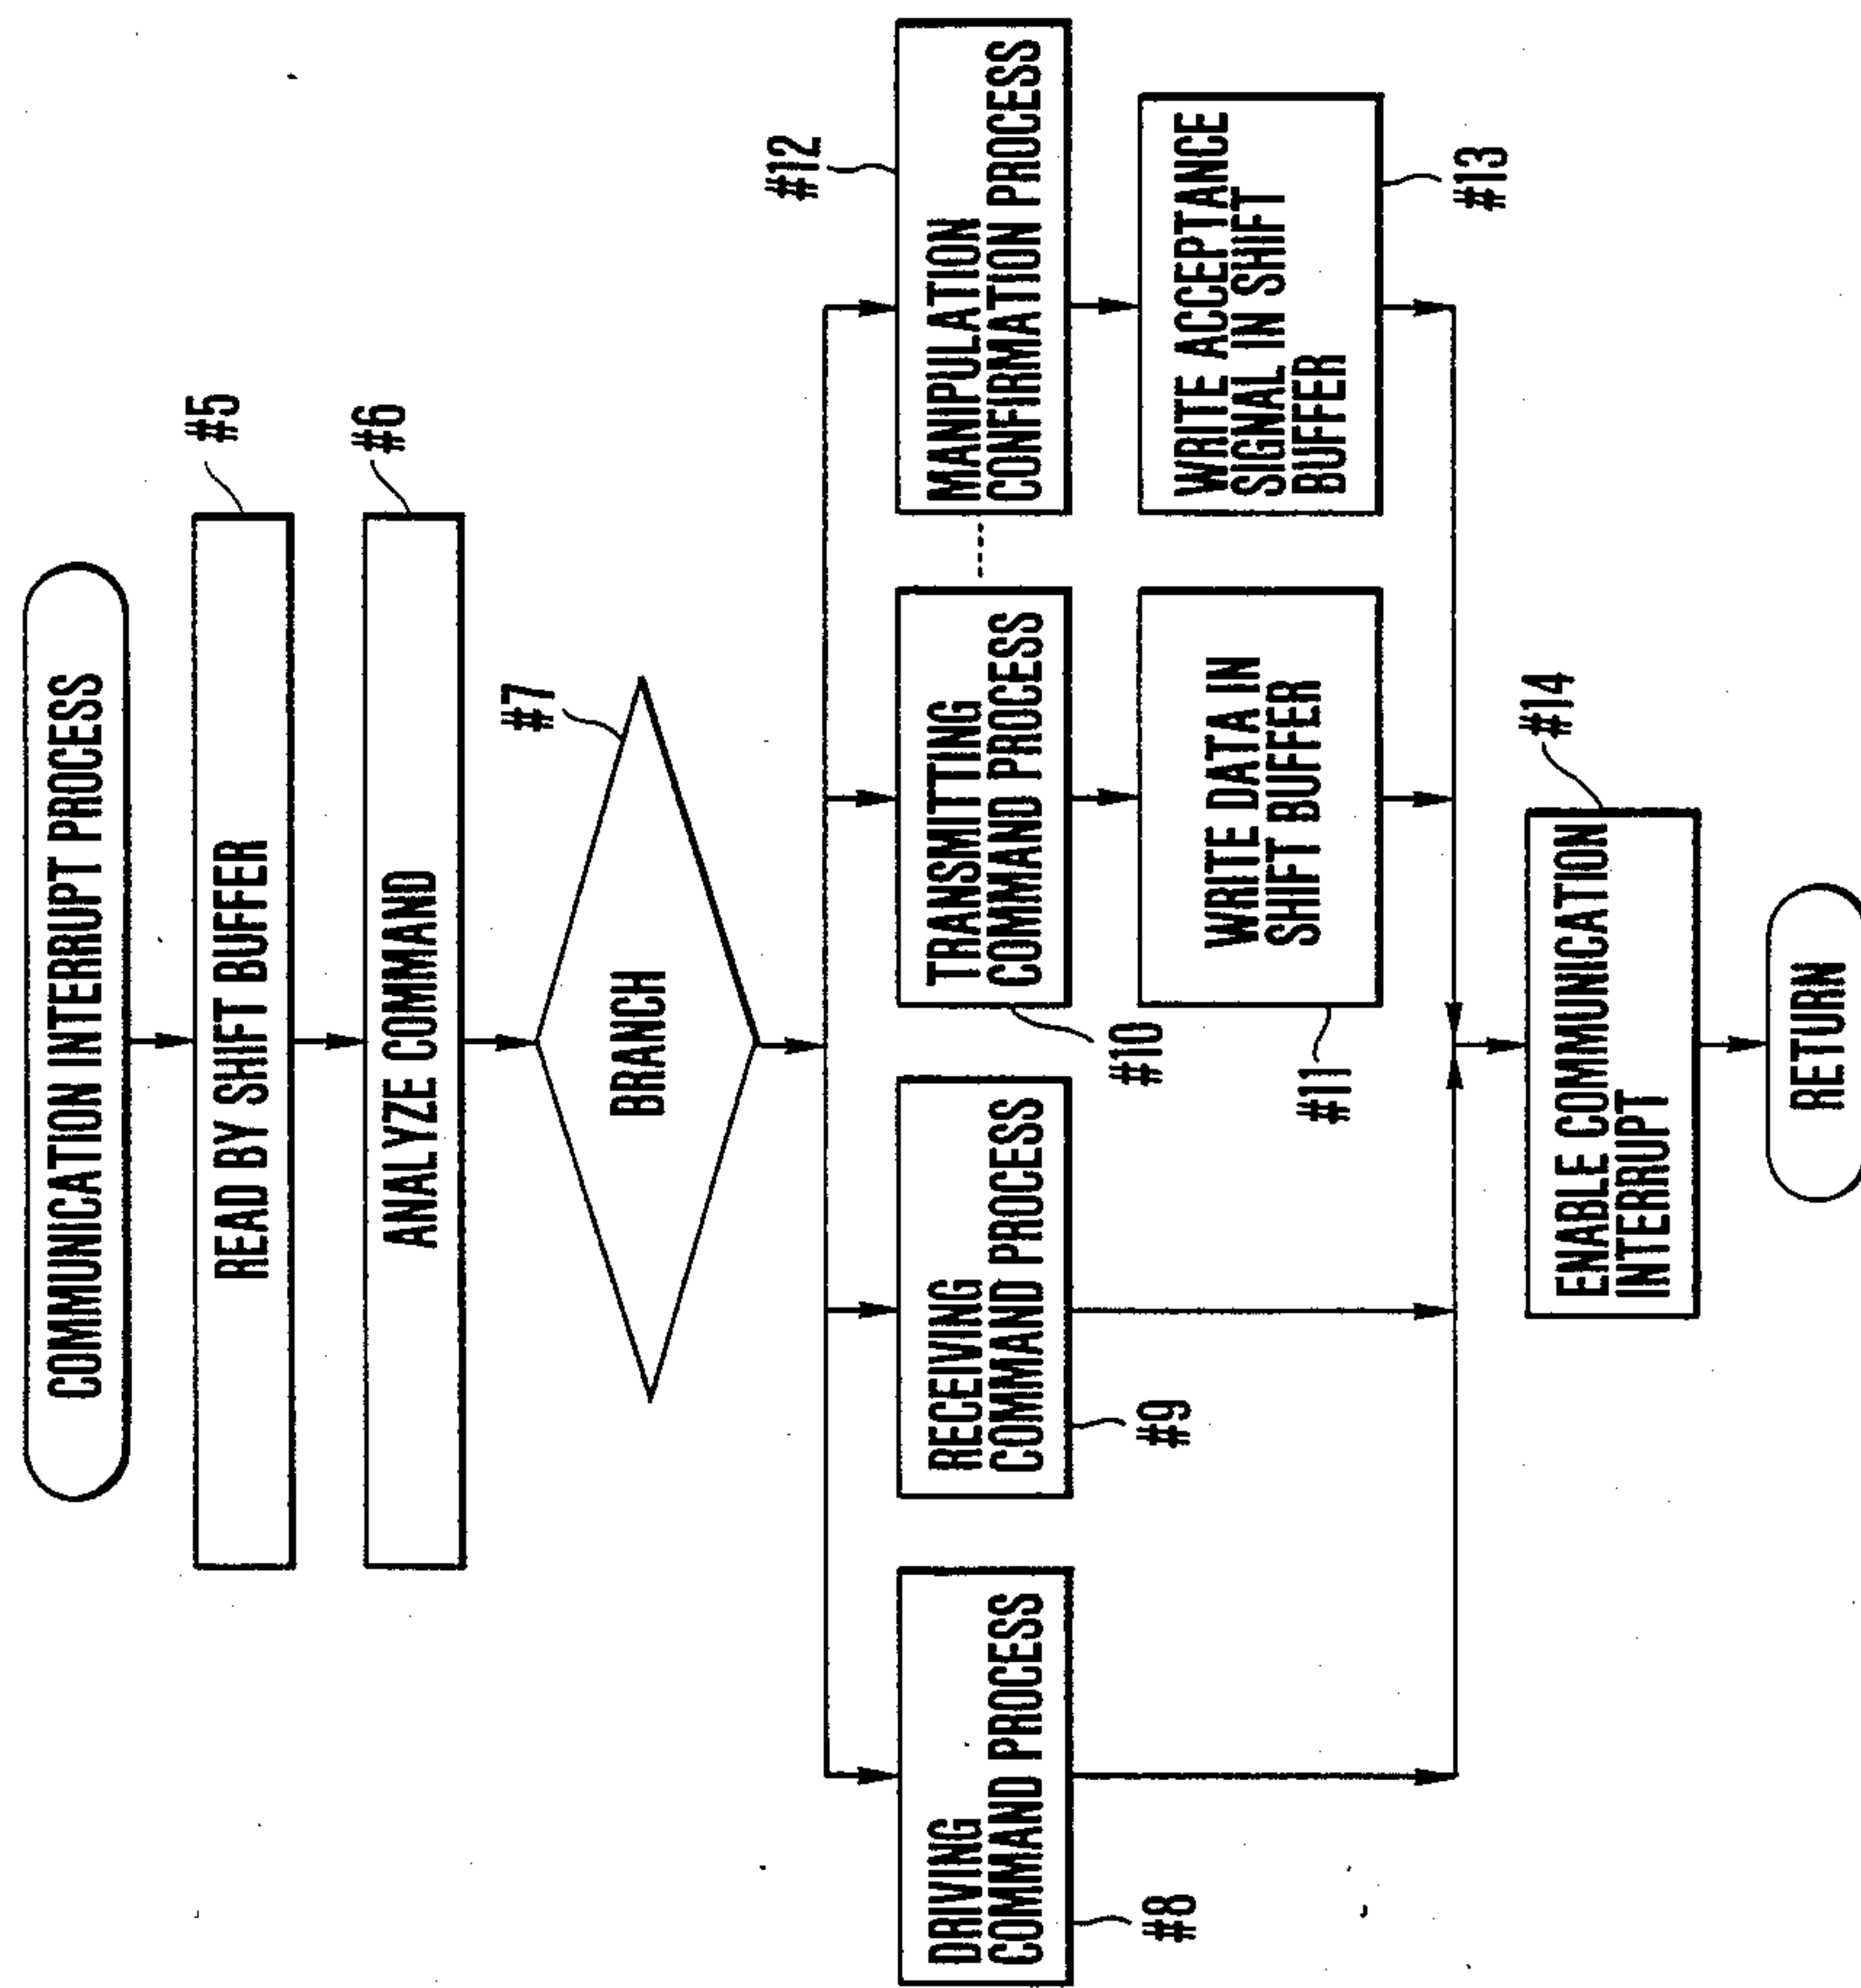 COMMUNICATION INTERRUPT PROCESS
#5
READ BY SHIFT BUFFER
#6
ANALYZE COMMAND
#7
BRANCH
DRIVING
COMMAND PROCESS
#8
RECEIVING
COMMAND PROCESS
#9
TRANSMITTING
COMMAND PROCESS
#10
#12
MANIPULATION
CONFIRMATION PROCESS
WRITE DATA IN
SHIFT BUFFER
#11
WRITE ACCEPTANCE
SIGNAL IN SHIFT
BUFFER
#13
#14
ENABLE COMMUNICATION
INTERRUPT
RETURN